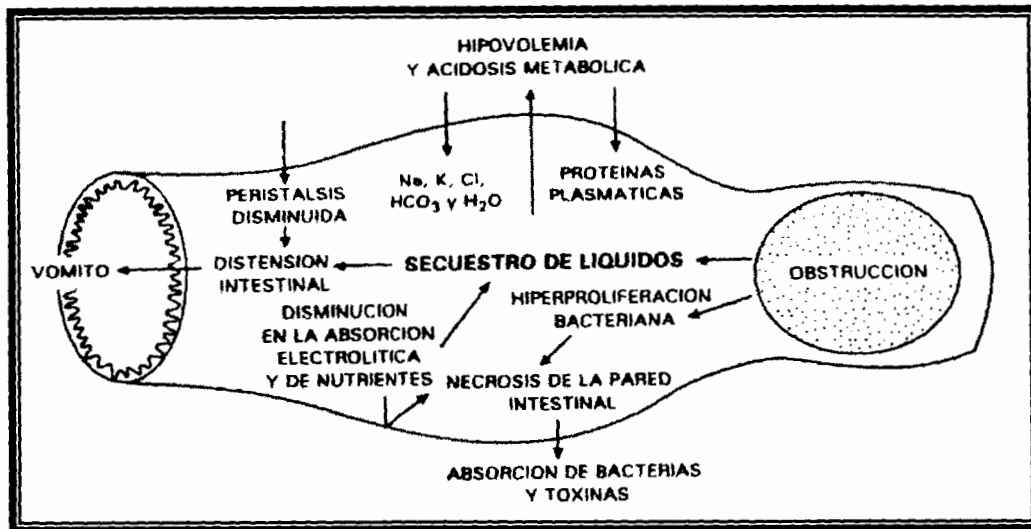 HIPOVOLEMIA
Y ACIDOSIS METABOLICA
PERISTALSIS
DISMINUIDA
Na, K, Cl,
HCO3 y H2O
PROTEINAS
PLASMATICAS
VOMITO
DISTENSION
INTESTINAL
SECUESTRO DE LIQUIDOS
OBSTRUCCION
HIPERPROLIFERACION
BACTERIANA
DISMINUCION
EN LA ABSORCION
ELECTROLITICA
Y DE NUTRIENTES
NECROSIS DE LA PARED
INTESTINAL
ABSORCION DE BACTERIAS
Y TOXINAS